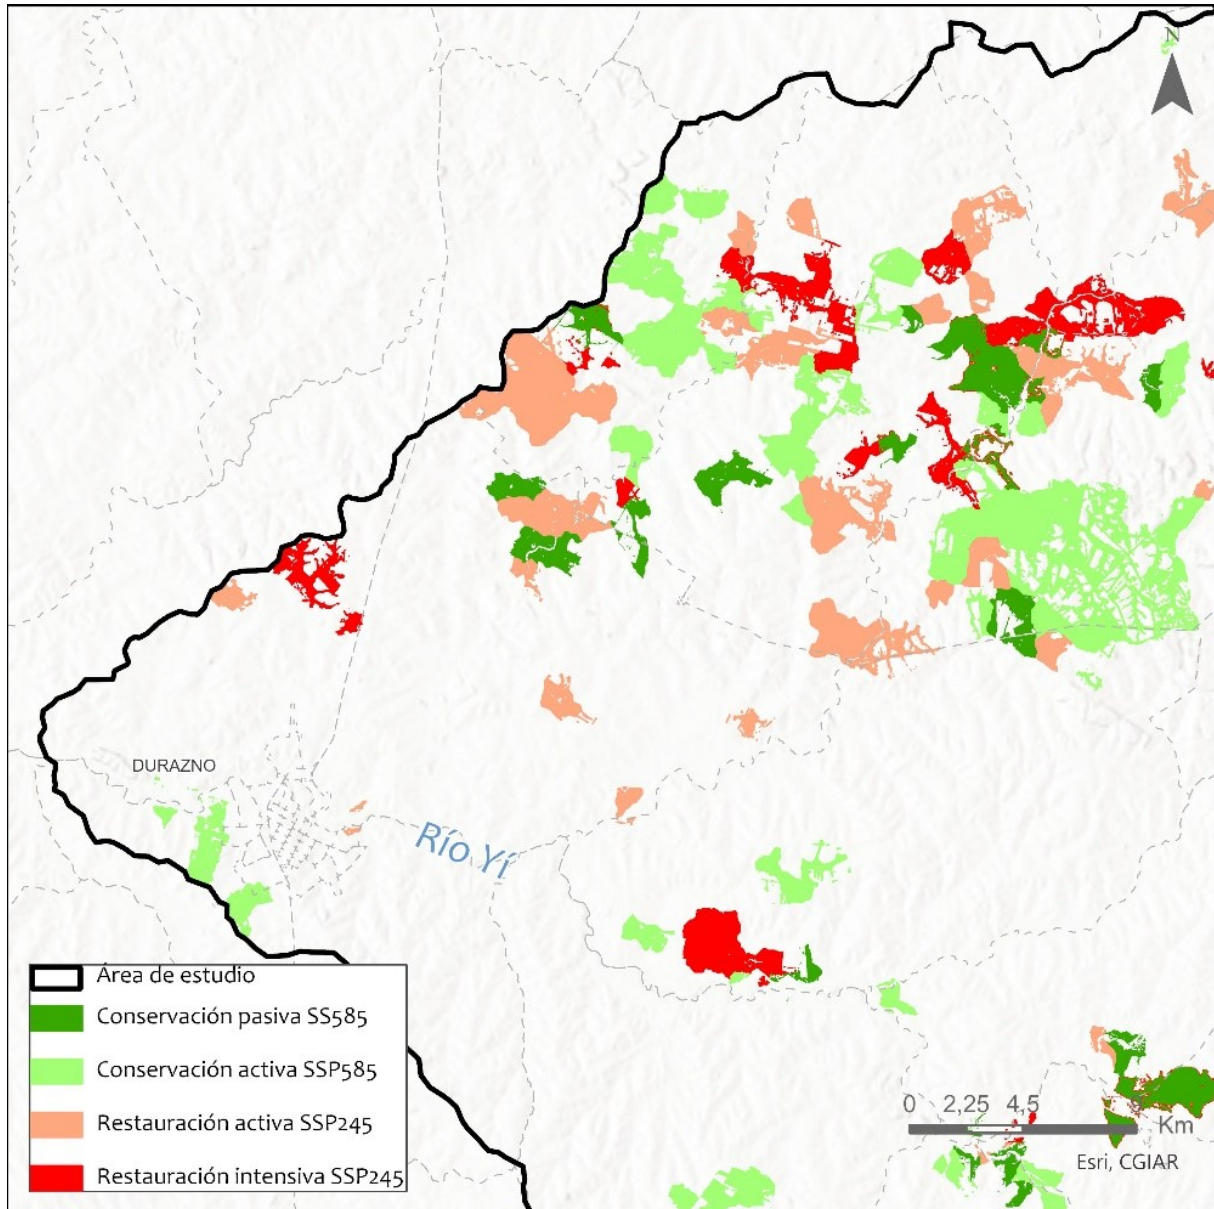 N
DURAZNO
Río Yí
Área de estudio
Conservación pasiva SS585
Conservación activa SSP585
Restauración activa SSP245
Restauración intensiva SSP245
0 2,25 4,5
Km
Esri, CGIAR